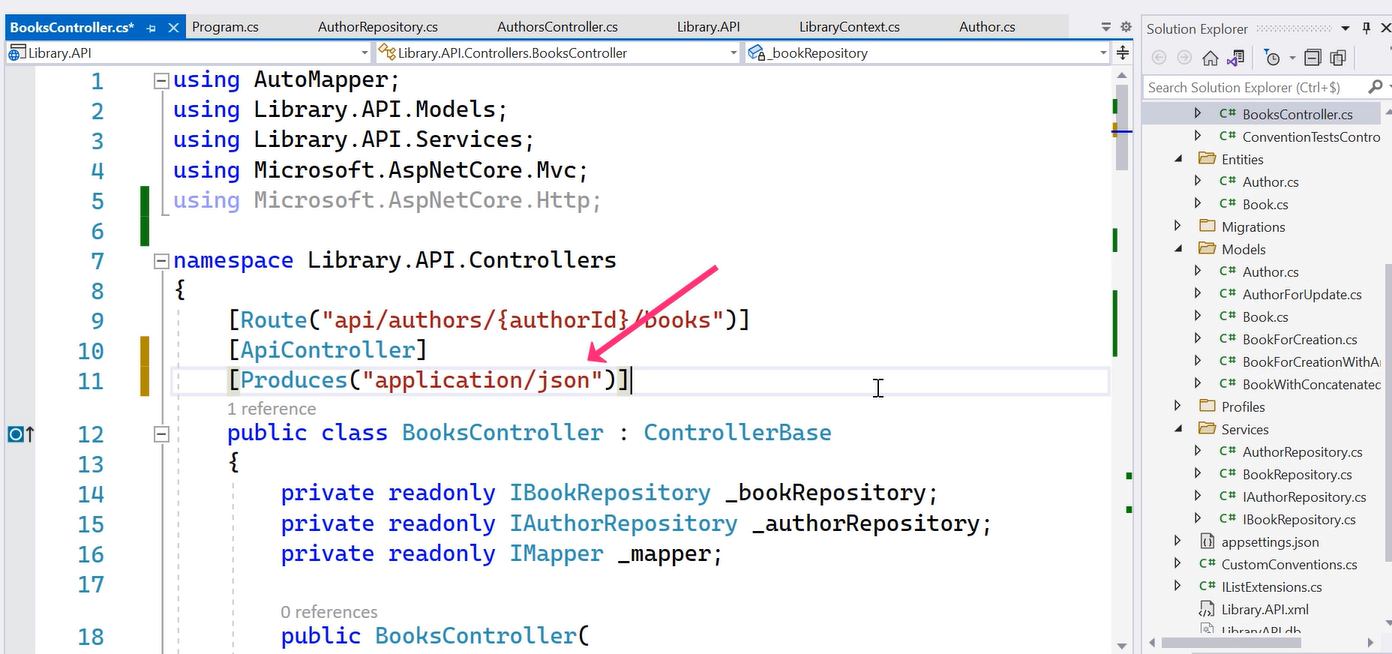 BooksController.cs*
Program.cs
AuthorRepository.cs
AuthorsController.cs
Library.API
LibraryContext.cs
Author.cs
Library.API
Library.API.Controllers.BooksController
_bookRepository
1 using AutoMapper;
2 using Library.API.Models;
3 using Library.API.Services;
4 using Microsoft.AspNetCore.Mvc;
5 using Microsoft.AspNetCore.Http;
6
7 namespace Library.API.Controllers
8 {
9 [Route("api/authors/{authorId}/books")]
10 [ApiController]
11 [Produces("application/json")]
1 reference
12 public class BooksController : ControllerBase
13 {
14 private readonly IBookRepository _bookRepository;
15 private readonly IAuthorRepository _authorRepository;
16 private readonly IMapper _mapper;
17
0 references
18 public BooksController(
Solution Explorer
Search Solution Explorer (Ctrl+$)
C# BooksController.cs
C# ConventionTestsContro
Entities
C# Author.cs
C# Book.cs
Migrations
Models
C# Author.cs
C# AuthorForUpdate.cs
C# Book.cs
C# BookForCreation.cs
C# BookForCreationWithA
C# BookWithConcatenated
Profiles
Services
C# AuthorRepository.cs
C# BookRepository.cs
C# IAuthorRepository.cs
C# IBookRepository.cs
appsettings.json
C# CustomConventions.cs
C# IListExtensions.cs
Library.API.xml
LibraryAPI.db